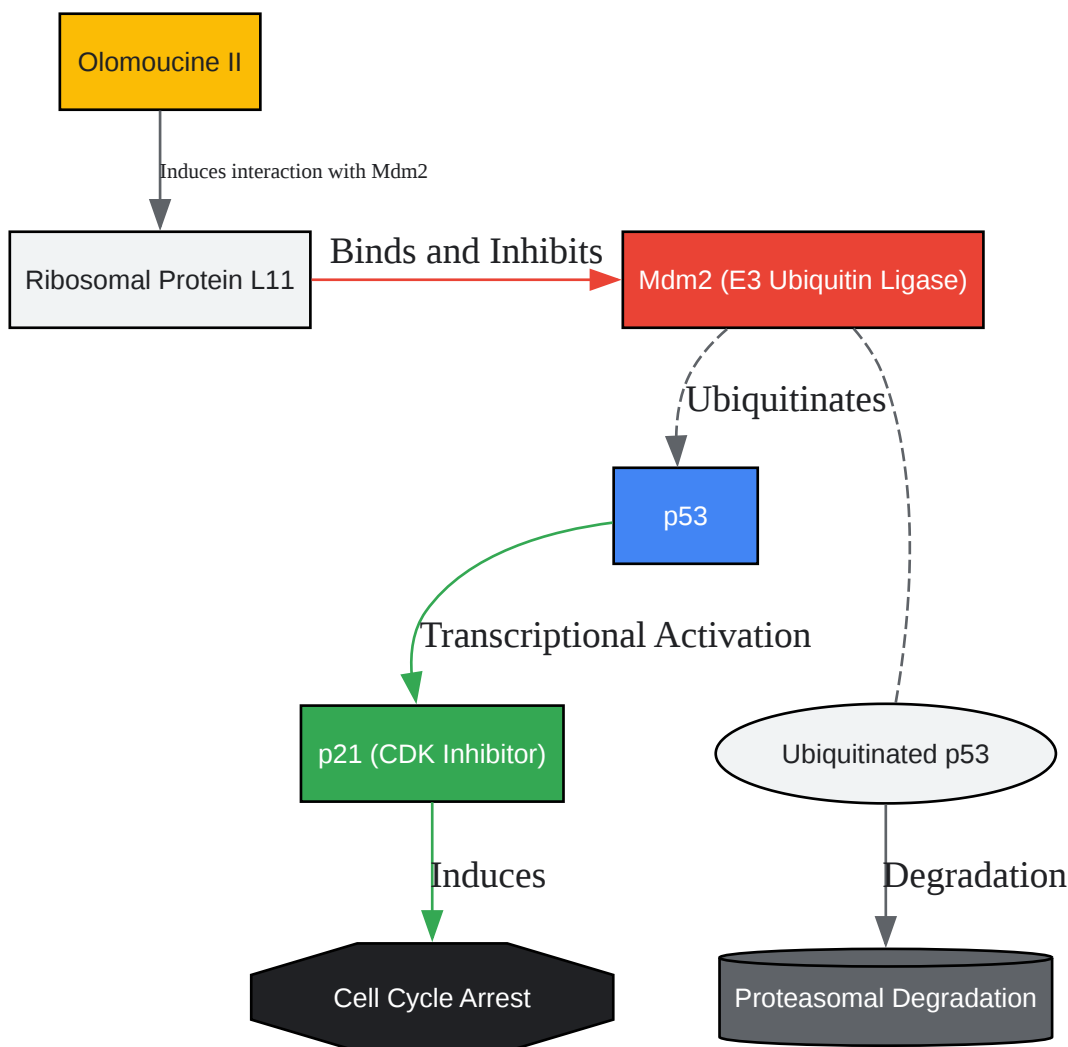 Olomoucine II
Induces interaction with Mdm2
Ribosomal Protein L11
Binds and Inhibits
Mdm2 (E3 Ubiquitin Ligase)
Ubiquitinates
p53
Transcriptional Activation
p21 (CDK Inhibitor)
Ubiquitinated p53
Induces
Degradation
Cell Cycle Arrest
Proteasomal Degradation